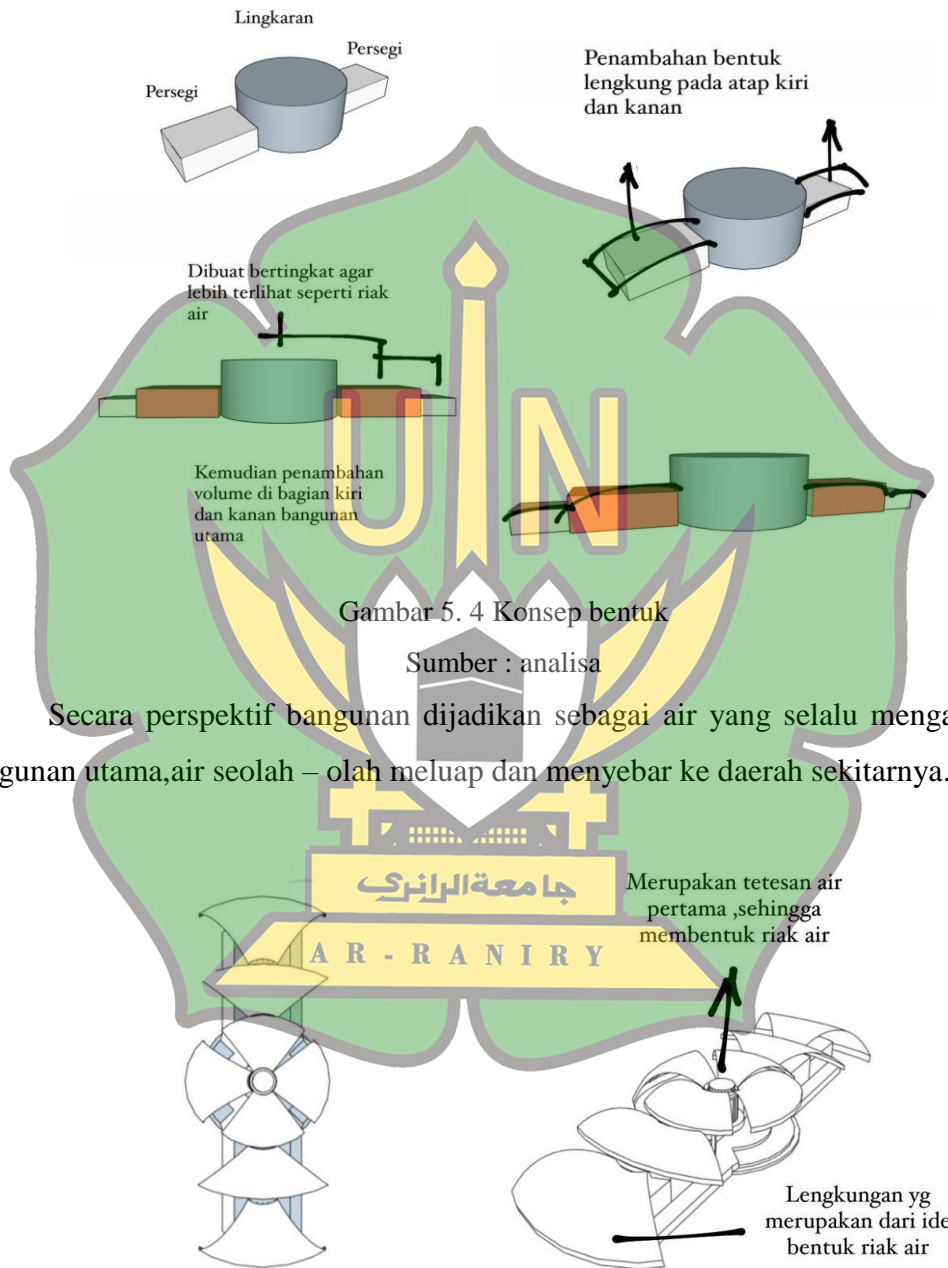 Lingkaran
Persegi
Persegi
Penambahan bentuk
lengkung pada atap kiri
dan kanan
Dibuat bertingkat agar
lebih terlihat seperti riak
air
Kemudian penambahan
volume di bagian kiri
dan kanan bangunan
utama
UIN
Gambar 5. 4 Konsep bentuk
Sumber : analisa
Secara perspektif bangunan dijadikan sebagai air yang selalu
utama,air seolah – olah meluap dan menyebar ke daerah sekitarnya.
جامعة الرانري
AR-RANIRY
Merupakan tetesan air
pertama ,sehingga
membentuk riak air
Lengkungan yg
merupakan dari ide
bentuk riak air